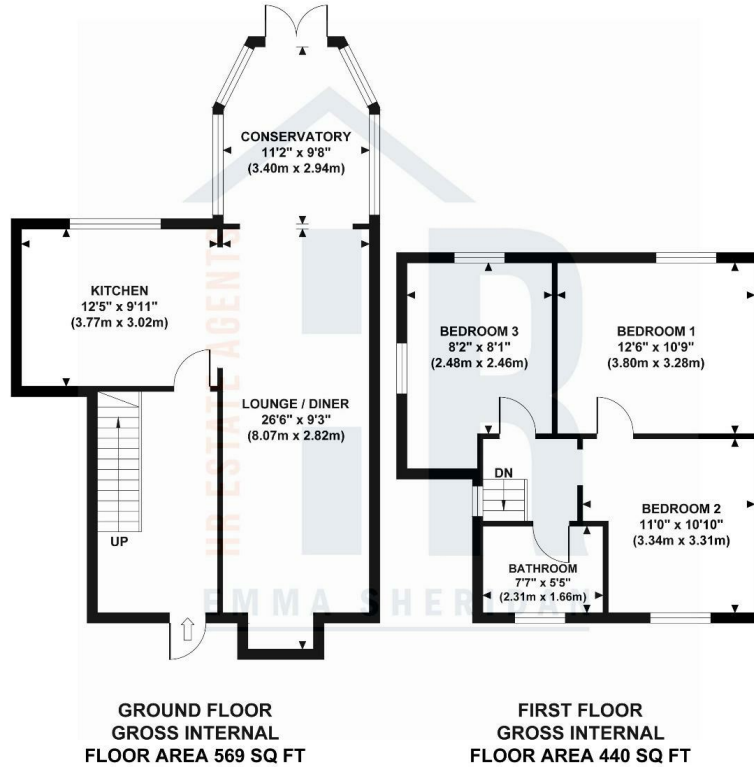 CONSERVATORY
11'2" x 9'8"
(3.40m x 2.94m)
KITCHEN
12'5" x 9'11"
(3.77m x 3.02m)
LOUNGE / DINER
26'6" x 9'3"
(8.07m x 2.82m)
UP
BEDROOM 3
8'2" x 8'1"
(2.48m x 2.46m)
BEDROOM 1
12'6" x 10'9"
(3.80m x 3.28m)
DN
BEDROOM 2
11'0" x 10'10"
(3.34m x 3.31m)
BATHROOM
7'7" x 5'5"
(2.31m x 1.66m)
HR ESTATE AGENTS
HR
EMMA SHERIDAN
GROUND FLOOR
GROSS INTERNAL
FLOOR AREA 569 SQ FT
FIRST FLOOR
GROSS INTERNAL
FLOOR AREA 440 SQ FT